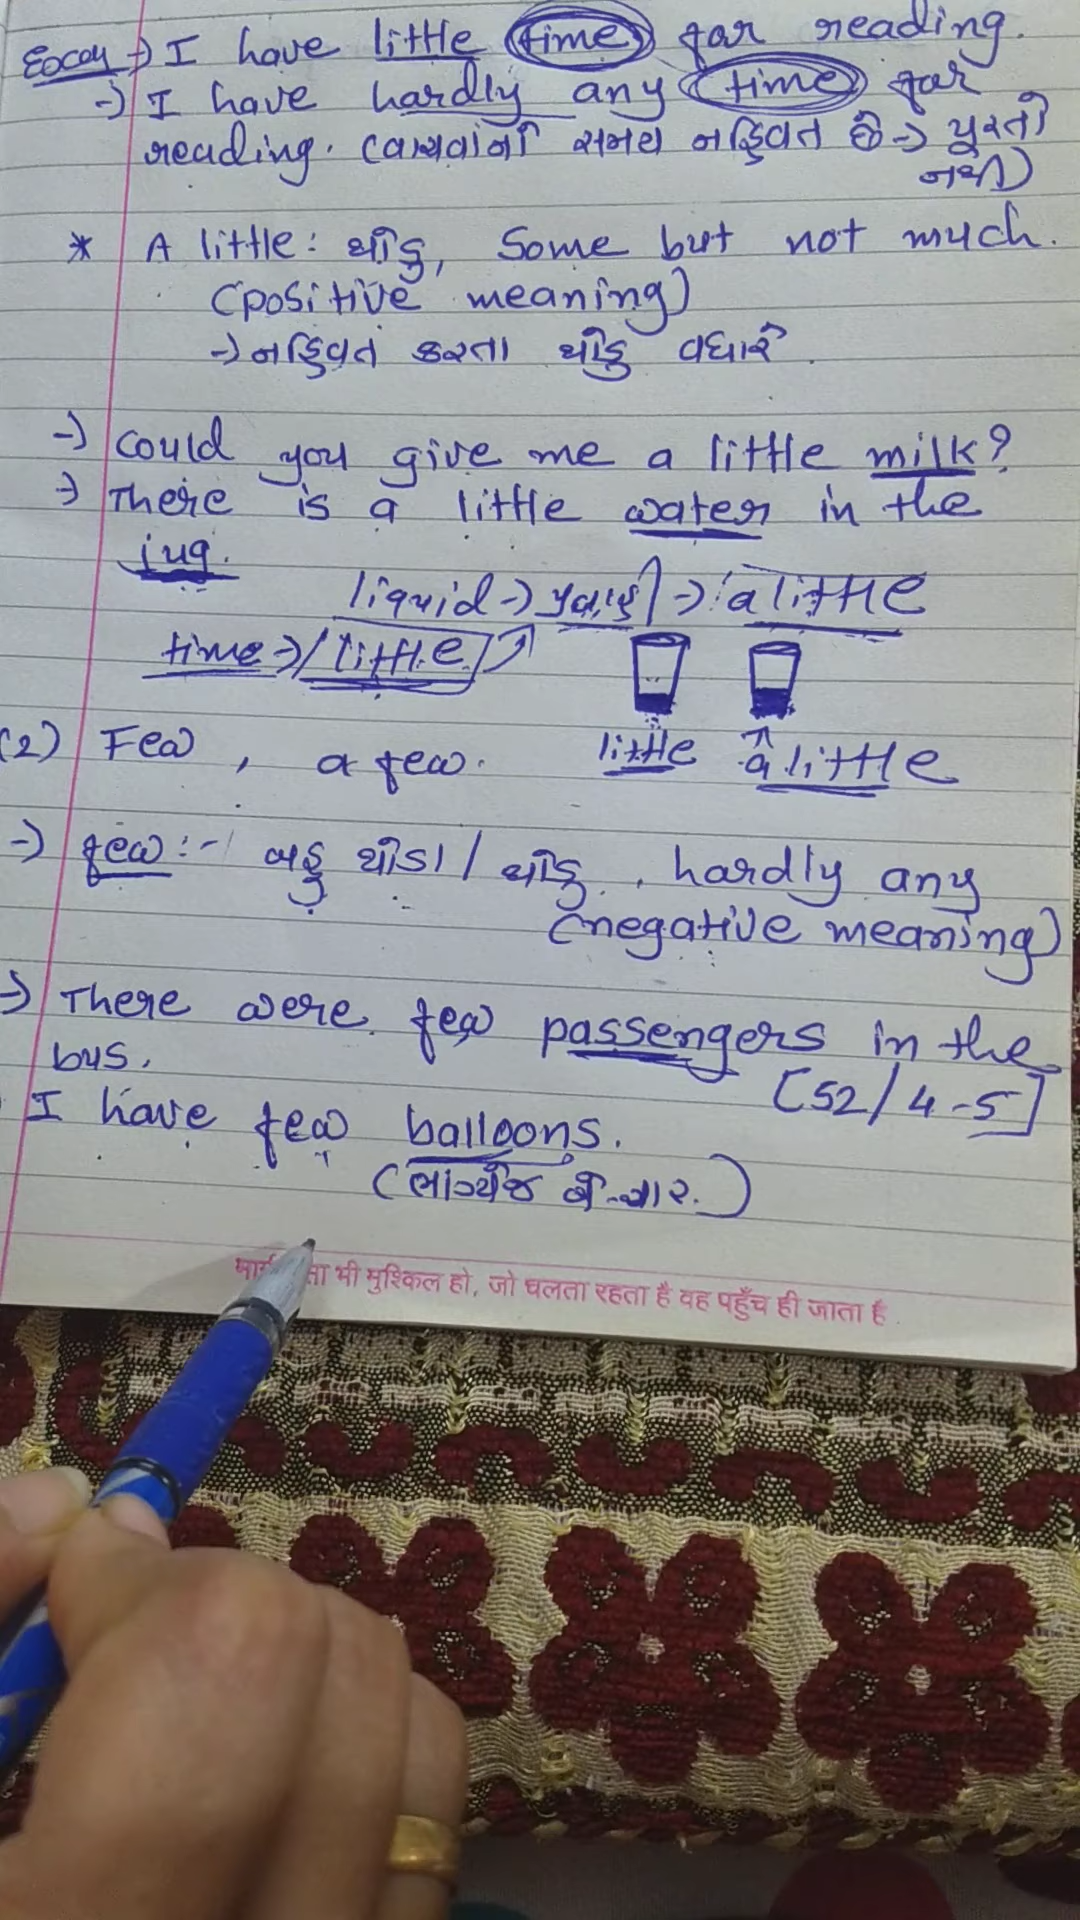 → I have little time for reading.
→ I have hardly any time for
reading. (વાંચવાનો સમય નહિવત છે → પૂરતો
નથી)
* A little: થોડુ, Some but not much.
(positive meaning)
→ નહિવત કરતા થોડુ વધારે.
→ Could you give me a little milk?
→ There is a little water in the
jug.
liquid → પ્રવાહી → a little
time → little
little a little
(2) Few, a few.
→ few :- બહુ થોડા / થોડુ, hardly any
(negative meaning)
→ There were few passengers in the
bus. [52/4-5]
I have few balloons.
(ભાગ્યેજ બે-ચાર.)
भी मुश्किल हो, जो चलता रहता है वह पहुँच ही जाता है